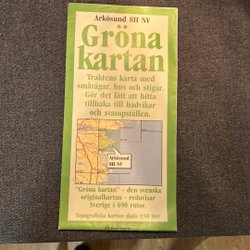 Arkösund 8H NV
Gröna
kartan
Traktens karta med
småvägar, hus och stigar.
Gör det lätt att hitta
tillbaka till badvikar
och svampställen.
Arkösund
8H NV
"Gröna kartan" - den svenska
originalkartan - redovisar
Sverige i 690 rutor.
Topografiska kartan skala 1:50 000